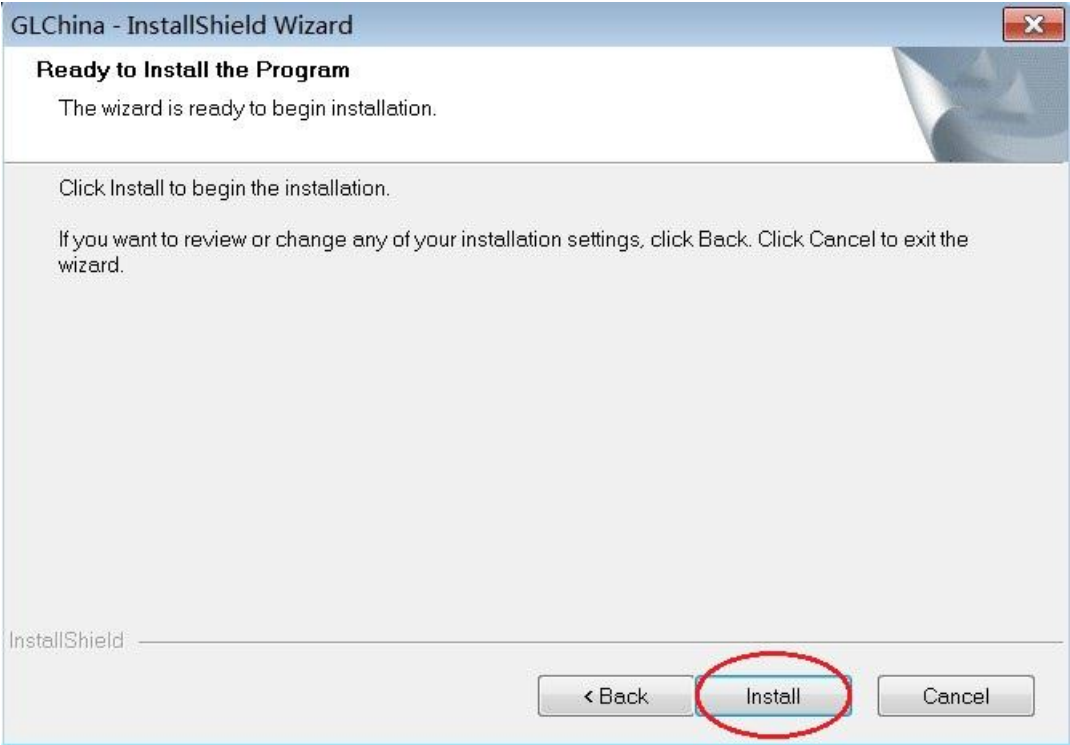 GLChina - InstallShield Wizard
Ready to Install the Program
The wizard is ready to begin installation.
Click Install to begin the installation.
If you want to review or change any of your installation settings, click Back. Click Cancel to exit the
wizard.
InstallShield
< Back
Install
Cancel